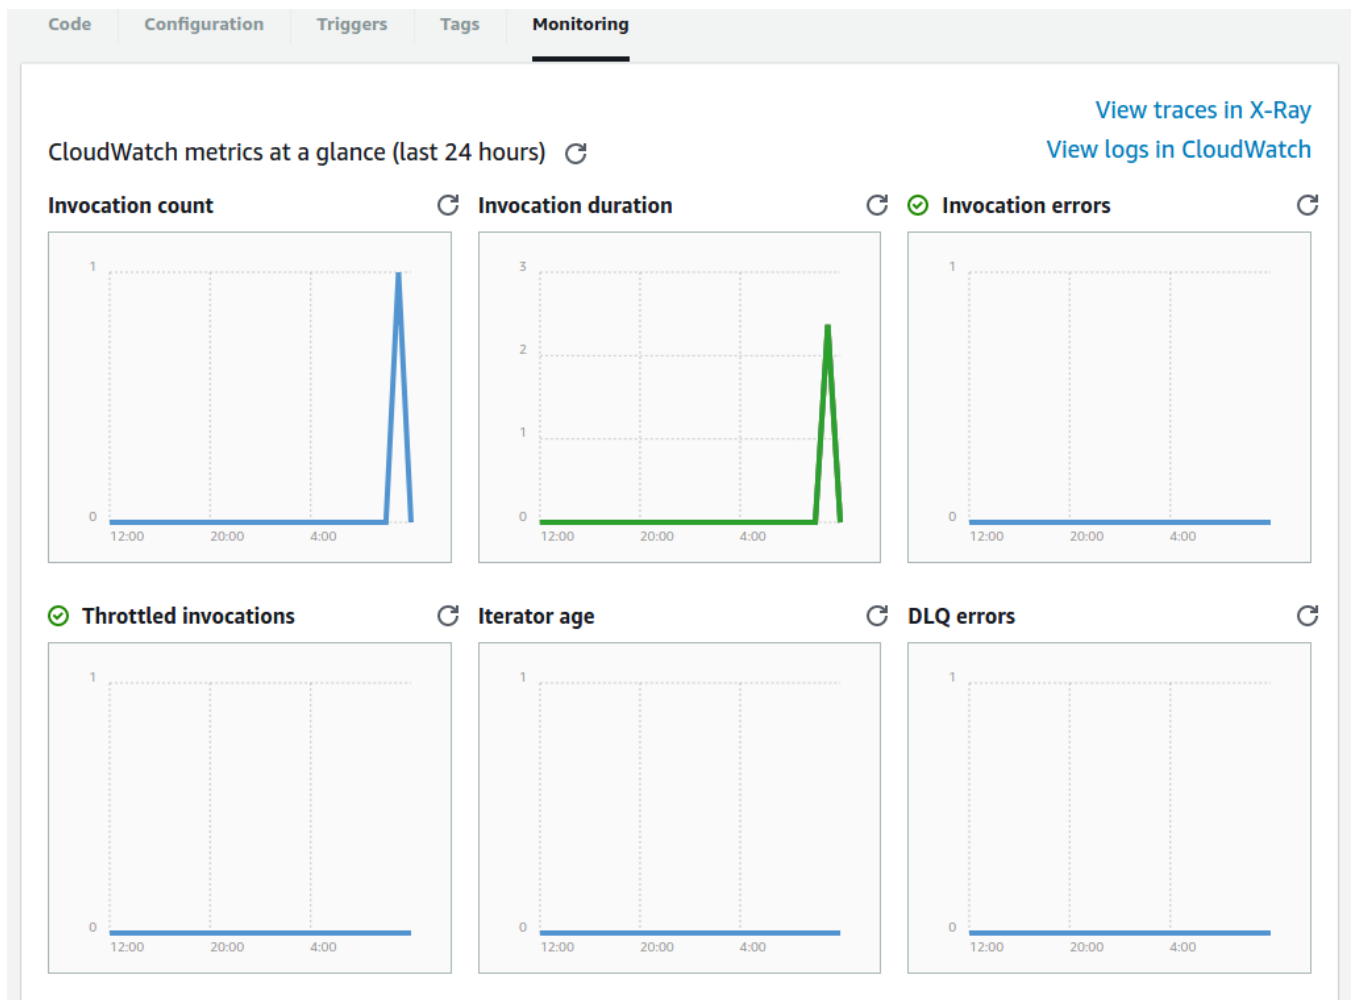 Code Configuration Triggers Tags Monitoring
View traces in X-Ray
CloudWatch metrics at a glance (last 24 hours)
View logs in CloudWatch
Invocation count
1
0
12:00 20:00 4:00
Invocation duration
3
2
1
0
12:00 20:00 4:00
Invocation errors
1
0
12:00 20:00 4:00
Throttled invocations
1
0
12:00 20:00 4:00
Iterator age
1
0
12:00 20:00 4:00
DLQ errors
1
0
12:00 20:00 4:00